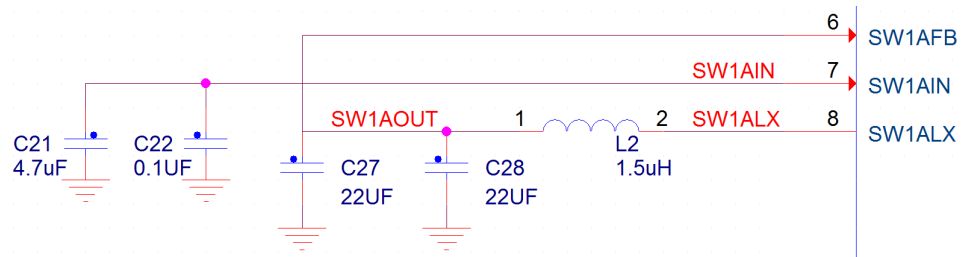 6 SW1AFB
SW1AIN 7 SW1AIN
SW1AOUT 1 2 SW1ALX 8 SW1ALX
C21 C22 L2
4.7uF 0.1UF C27 C28 1.5uH
22UF 22UF